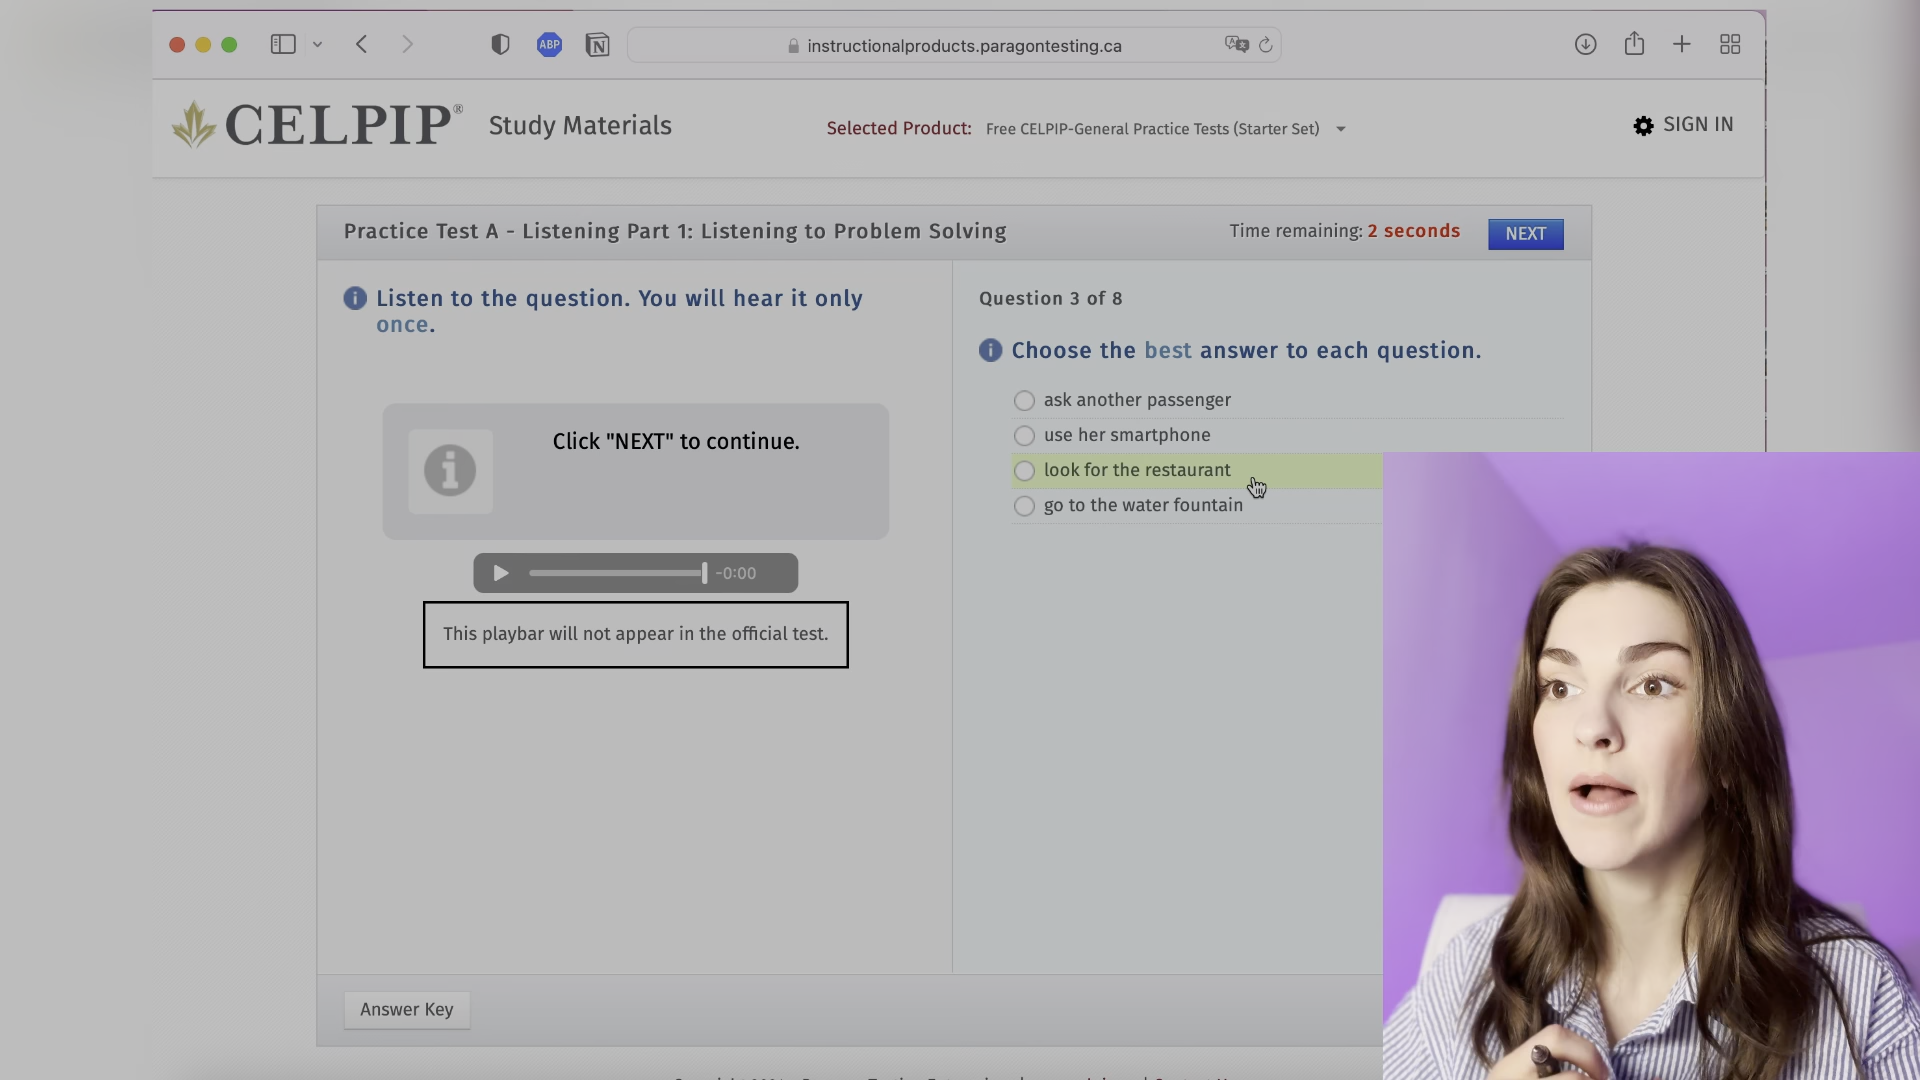 ABP
N
instructionalproducts.paragontesting.ca
CELPIP® Study Materials
Selected Product: Free CELPIP-General Practice Tests (Starter Set)
SIGN IN
Practice Test A - Listening Part 1: Listening to Problem Solving
Time remaining: 2 seconds
NEXT
Listen to the question. You will hear it only
once.
Click "NEXT" to continue.
-0:00
This playbar will not appear in the official test.
Question 3 of 8
Choose the best answer to each question.
ask another passenger
use her smartphone
look for the restaurant
go to the water fountain
Answer Key